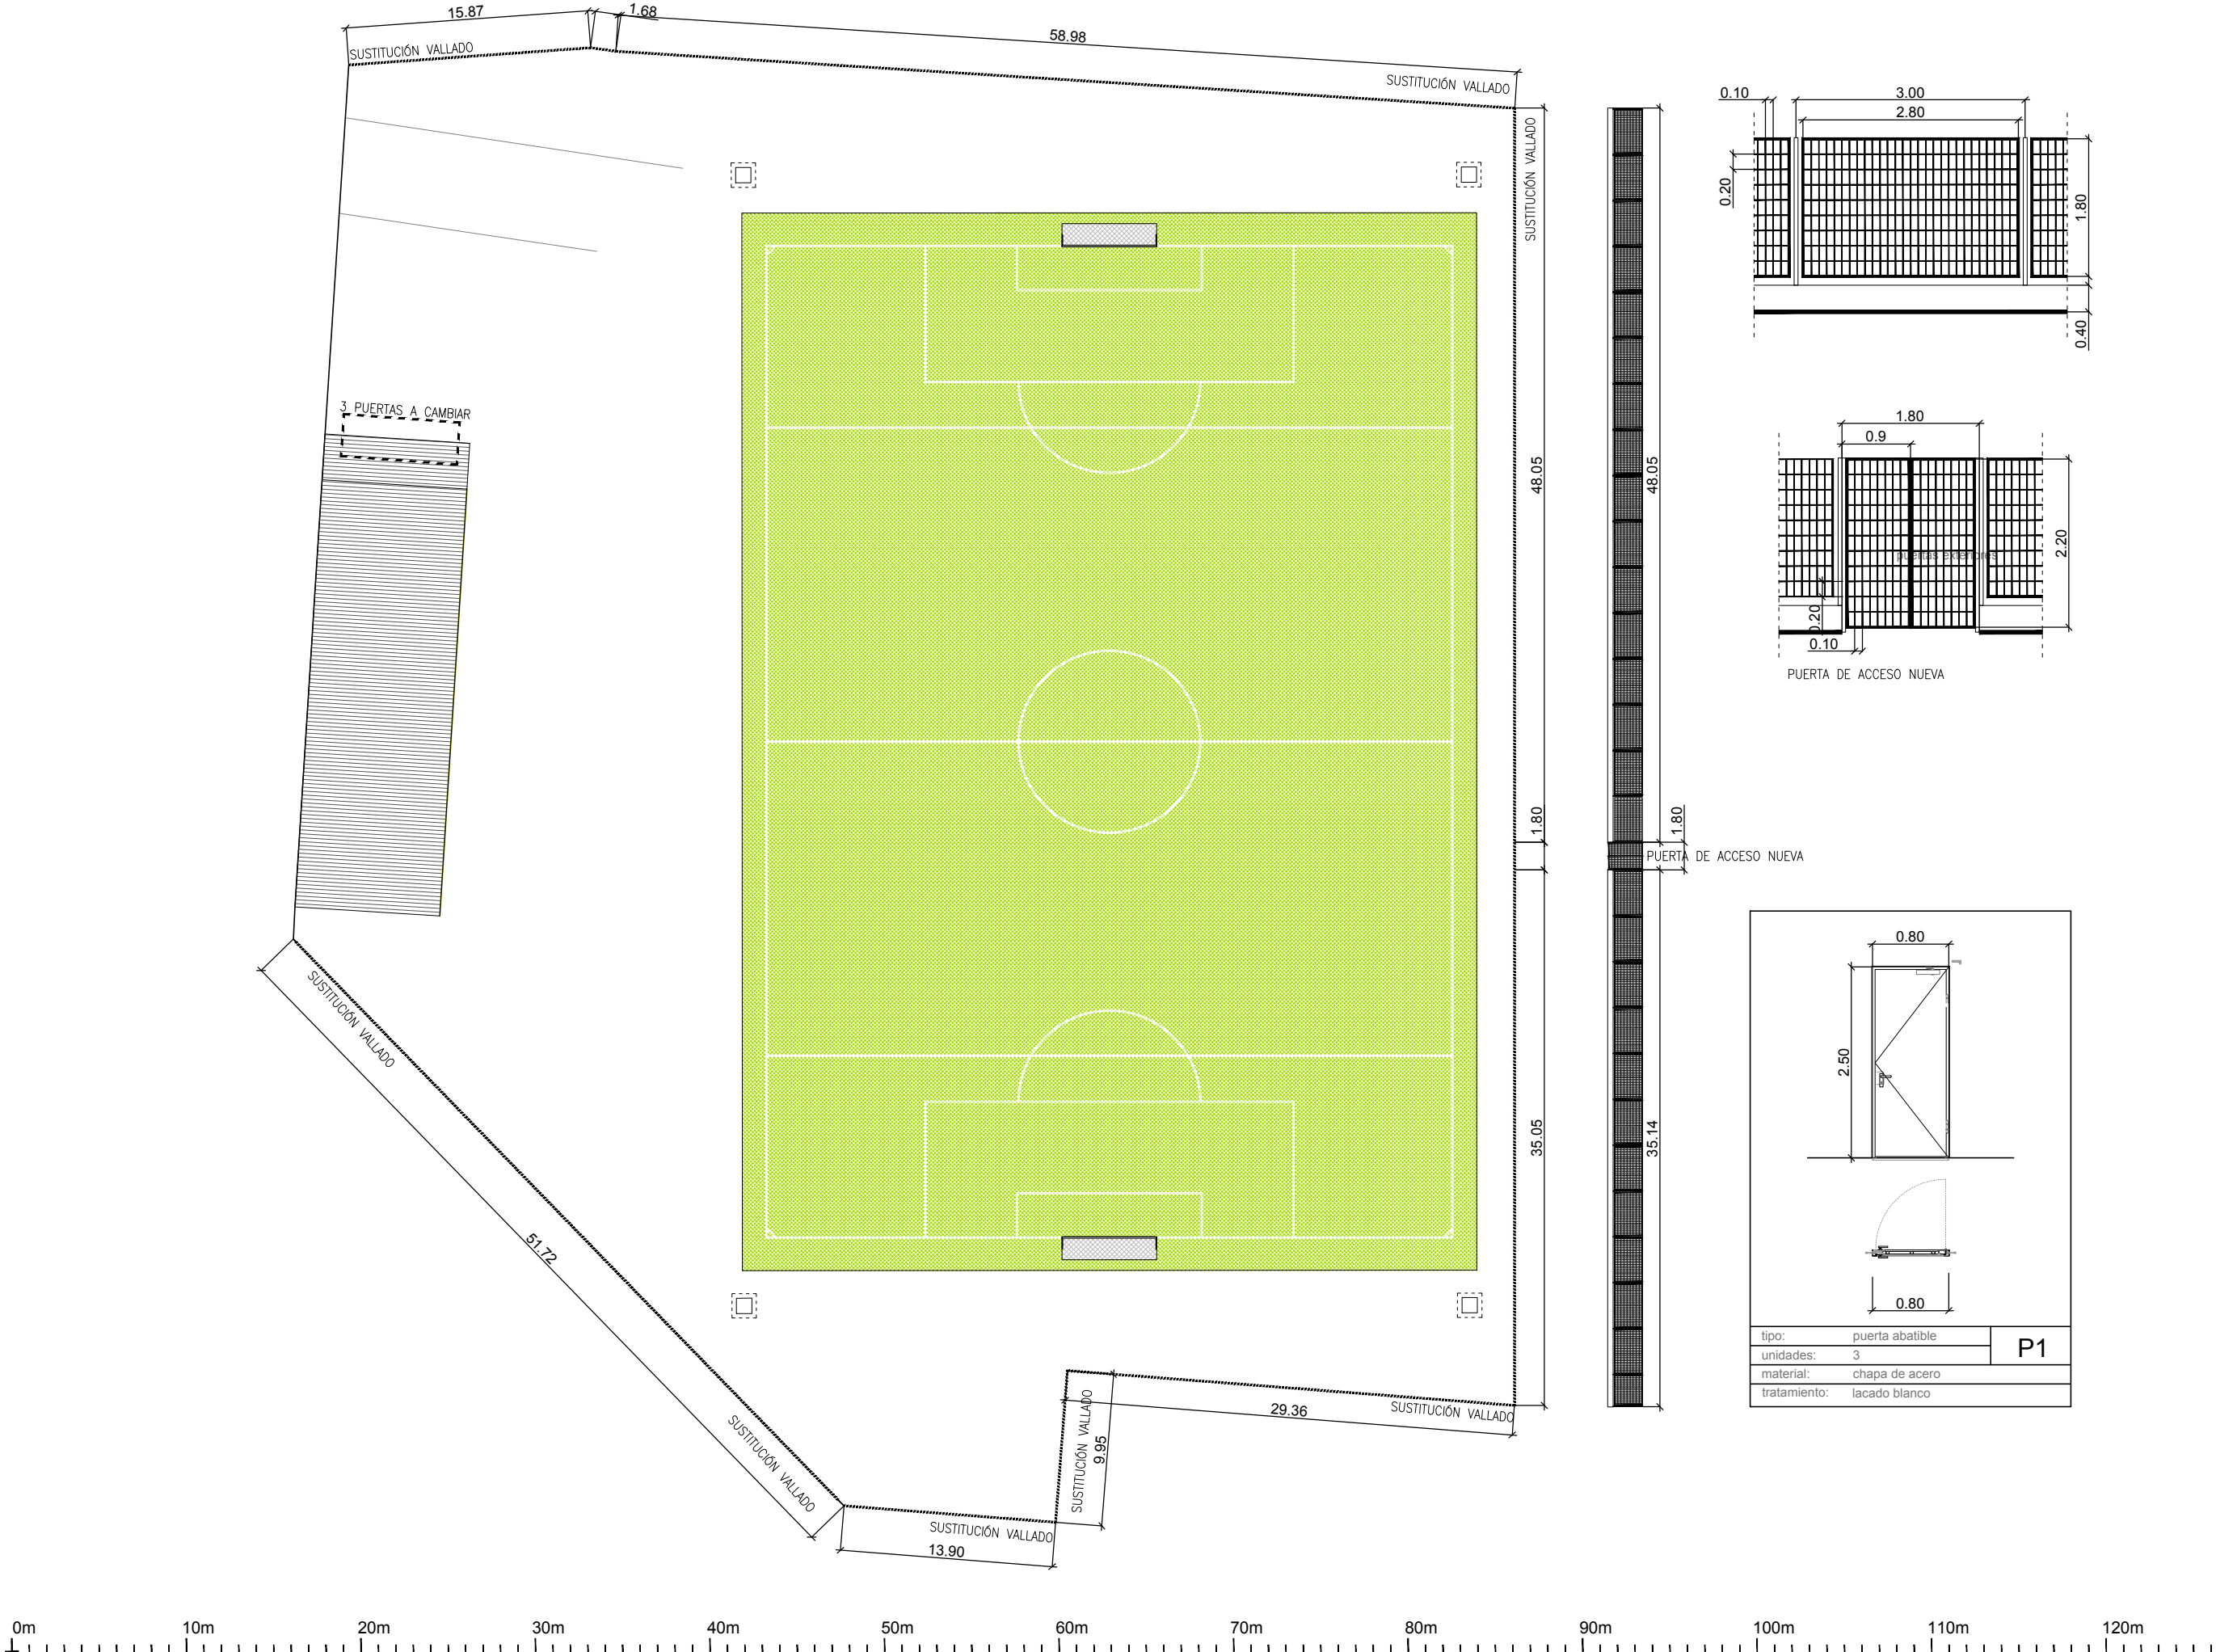 15.87
1.68
58.98
SUSTITUCIÓN VALLADO
SUSTITUCIÓN VALLADO
SUSTITUCIÓN VALLADO
48.05
1.80
35.05
48.05
1.80
PUERTA DE ACCESO NUEVA
35.14
3 PUERTAS A CAMBIAR
SUSTITUCIÓN VALLADO
51.72
SUSTITUCIÓN VALLADO
SUSTITUCIÓN VALLADO
13.90
SUSTITUCIÓN VALLADO
9.95
29.36
SUSTITUCIÓN VALLADO
0.10
3.00
2.80
0.20
1.80
0.40
1.80
0.9
puertas exteriores
2.20
0.20
0.10
PUERTA DE ACCESO NUEVA
0.80
2.50
0.80
tipo: puerta abatible
P1
unidades: 3
material: chapa de acero
tratamiento: lacado blanco
0m 10m 20m 30m 40m 50m 60m 70m 80m 90m 100m 110m 120m